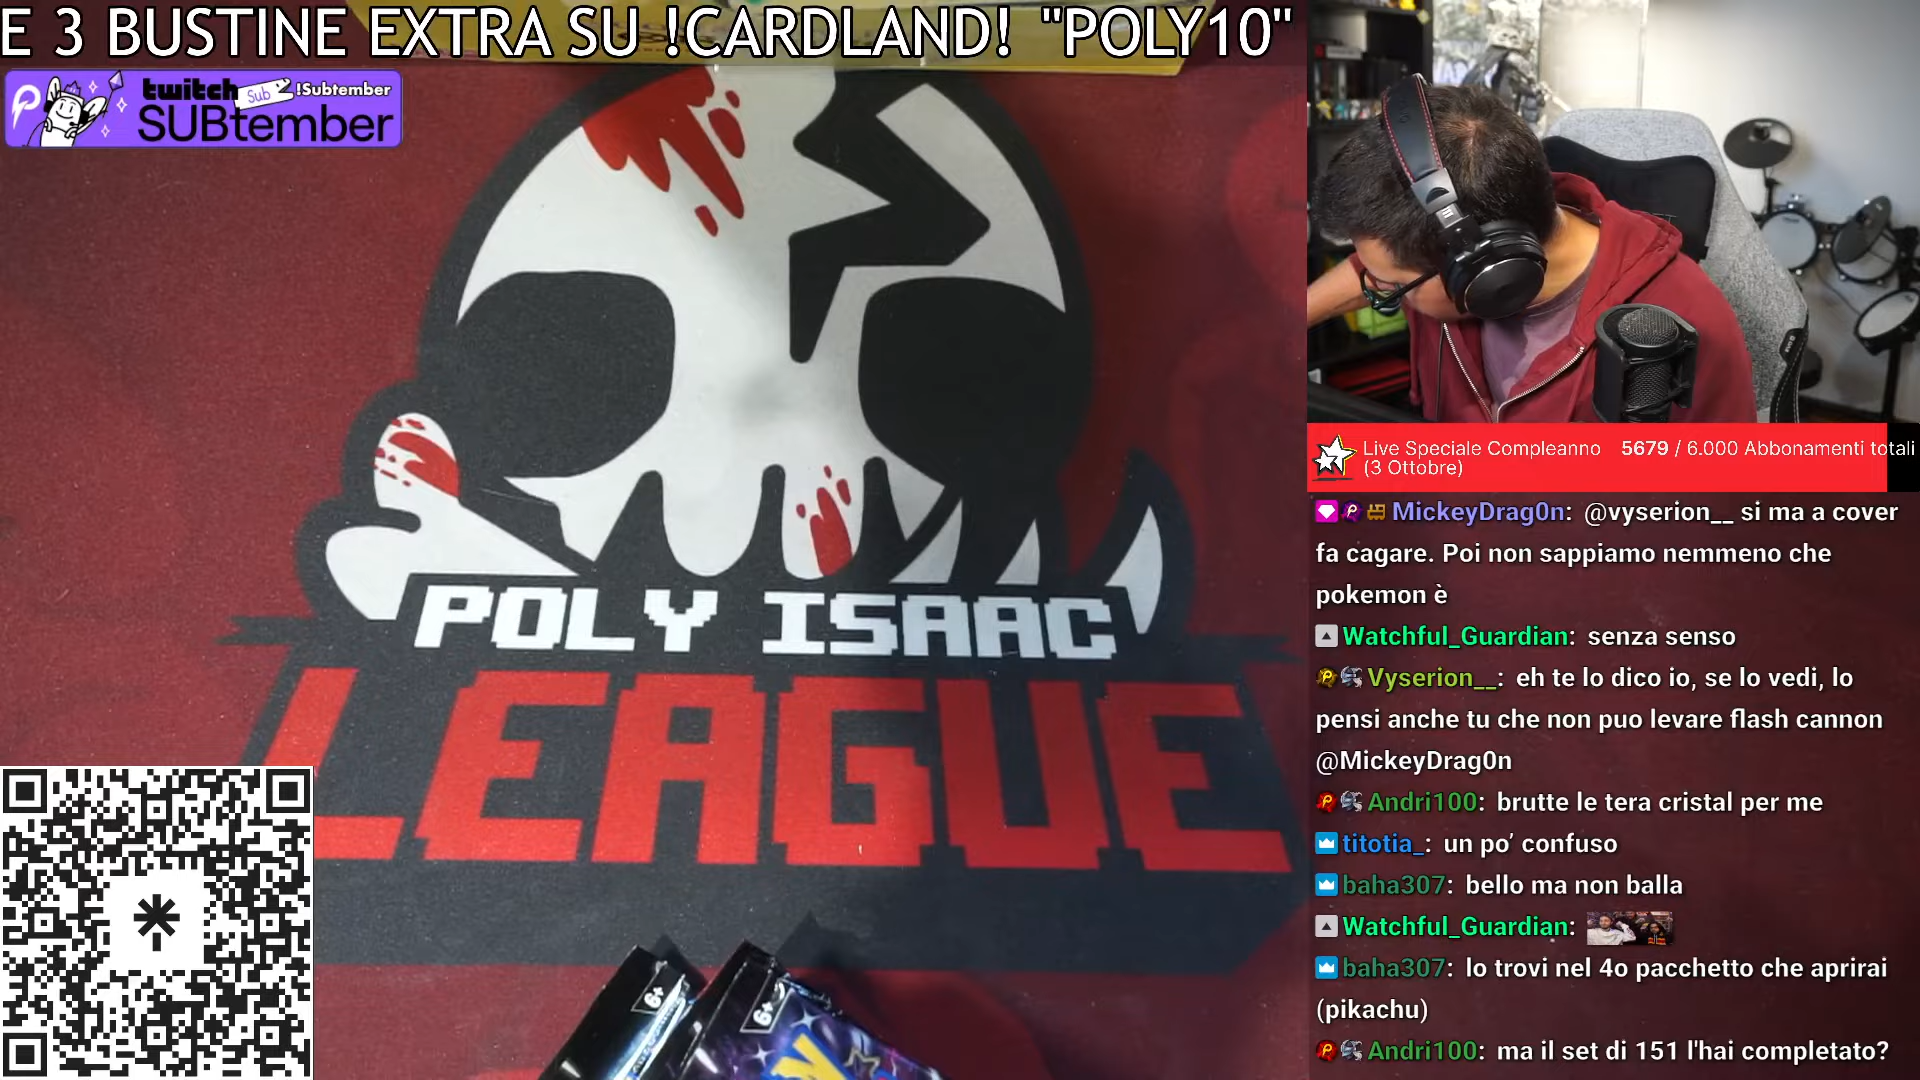 E 3 BUSTINE EXTRA SU !CARDLAND! "POLY10"
twitch Sub !Subtember
SUBtember
POLY ISAAC
LEAGUE
6+
6+
Live Speciale Compleanno 5679 / 6.000 Abbonamenti totali
(3 Ottobre)
MickeyDrag0n: @vyserion__ si ma a cover
fa cagare. Poi non sappiamo nemmeno che
pokemon è
Watchful_Guardian: senza senso
Vyserion__: eh te lo dico io, se lo vedi, lo
pensi anche tu che non puo levare flash cannon
@MickeyDrag0n
Andri100: brutte le tera cristal per me
titotia_: un po’ confuso
baha307: bello ma non balla
Watchful_Guardian:
baha307: lo trovi nel 4o pacchetto che aprirai
(pikachu)
Andri100: ma il set di 151 l'hai completato?